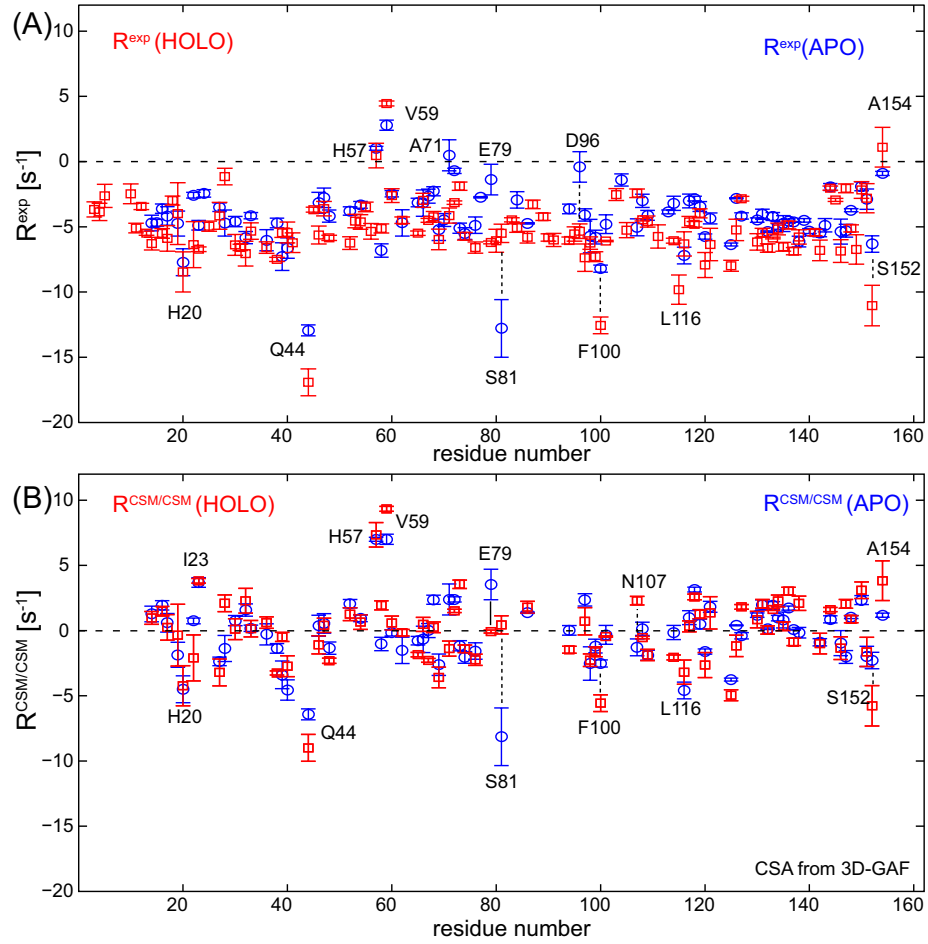 (A)
R^exp (HOLO)
R^exp (APO)
V59
H57
A71
E79
D96
A154
H20
Q44
S81
F100
L116
S152
R^exp [s⁻¹]
10
5
0
−5
−10
−15
−20
20 40 60 80 100 120 140 160
residue number
(B)
R^CSM/CSM (HOLO)
R^CSM/CSM (APO)
I23
H57
V59
E79
N107
A154
H20
Q44
S81
F100
L116
S152
R^CSM/CSM [s⁻¹]
10
5
0
−5
−10
−15
−20
CSA from 3D-GAF
20 40 60 80 100 120 140 160
residue number